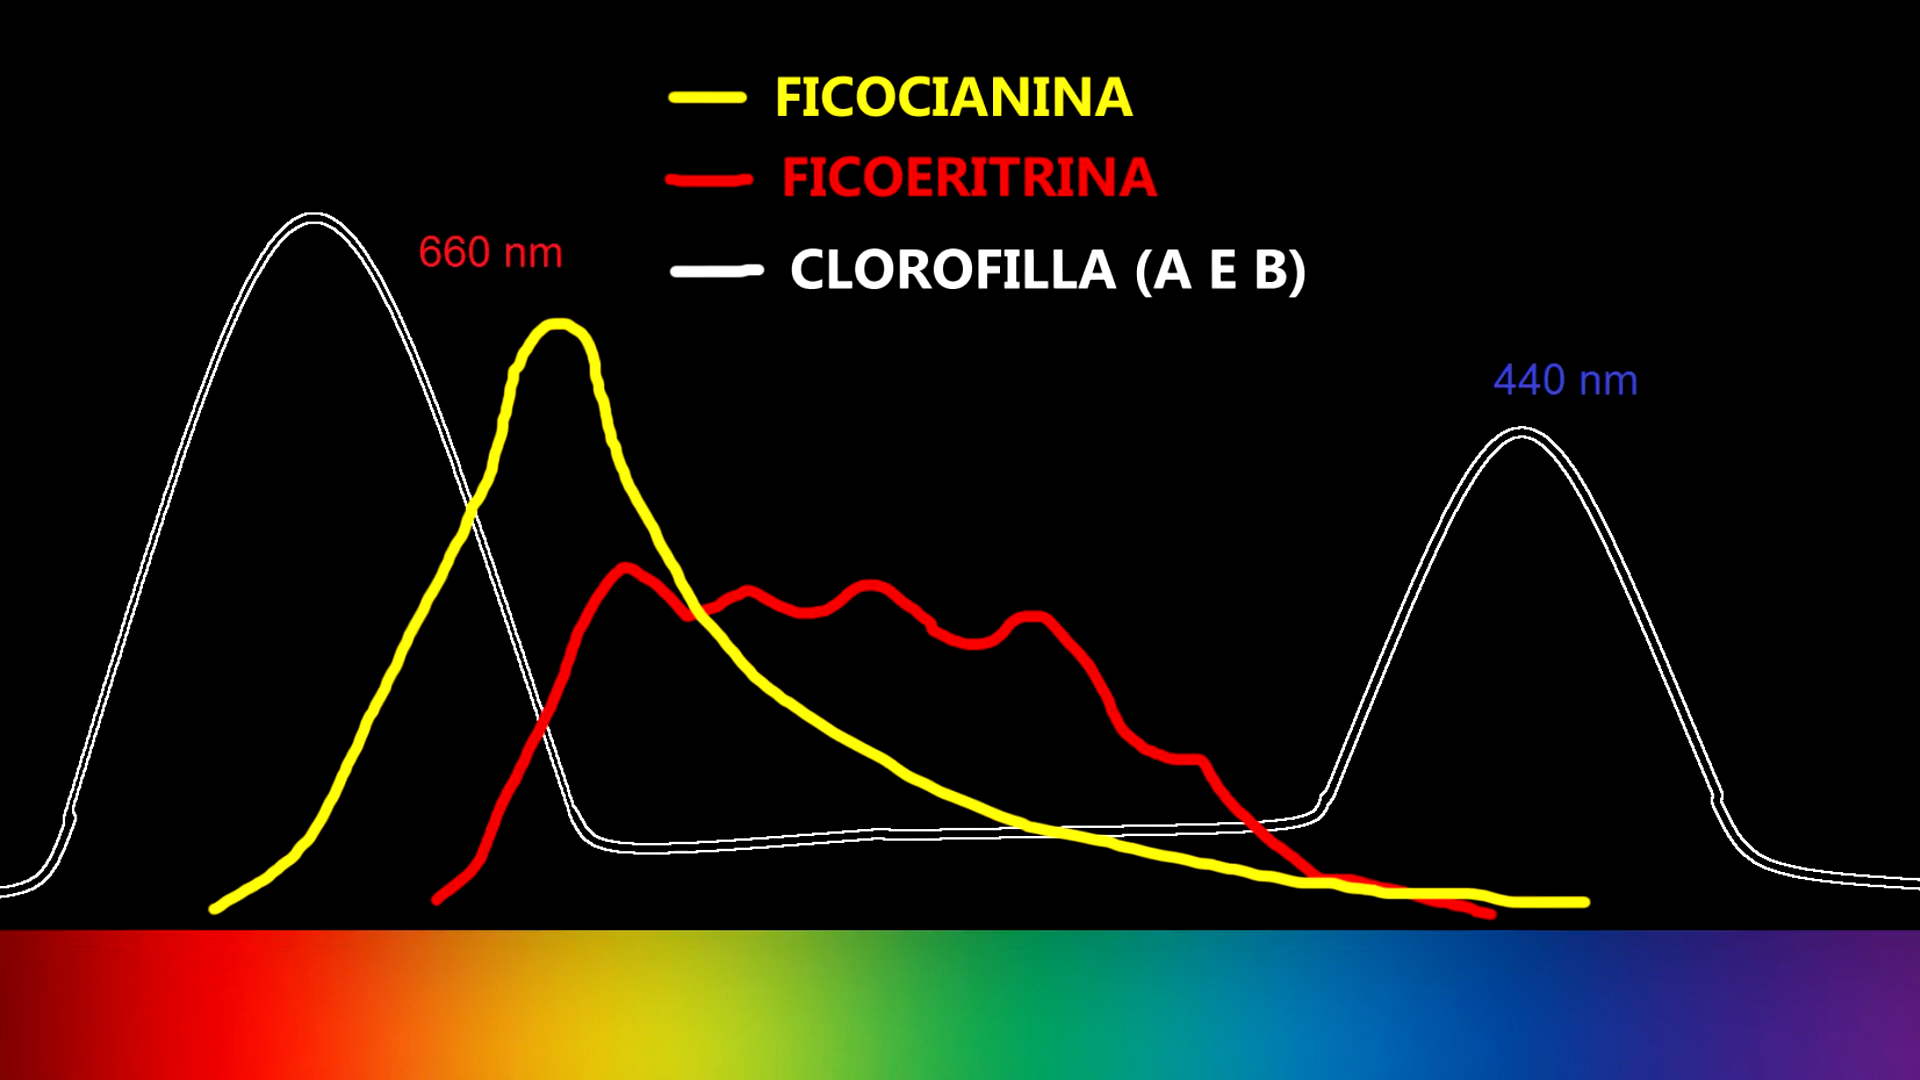 FICOCIANINA
FICOERITRINA
660 nm
CLOROFILLA (A E B)
440 nm